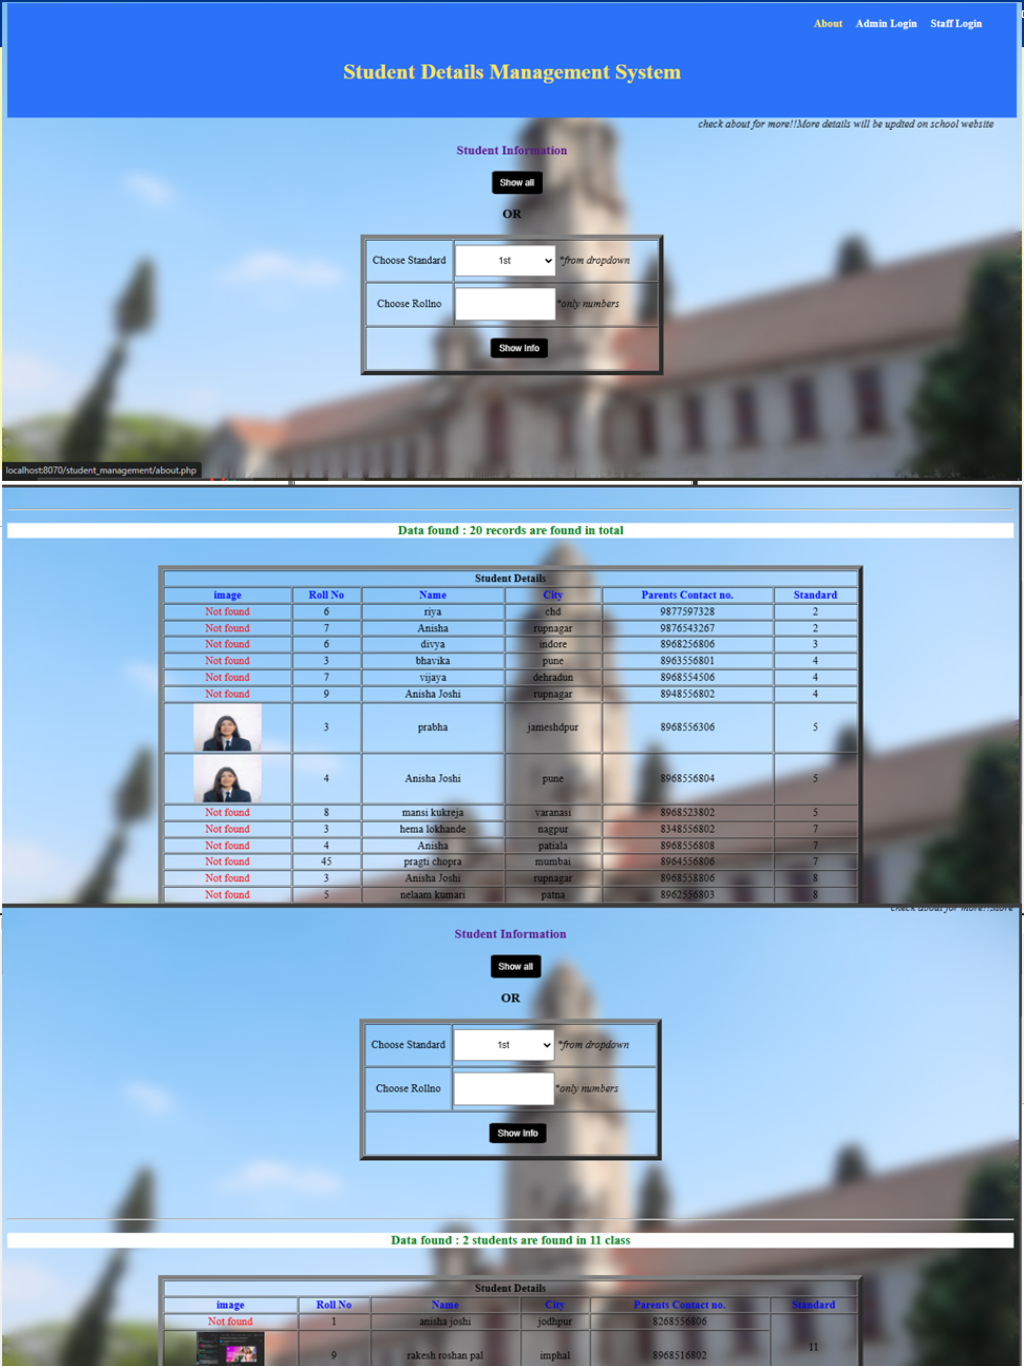 About Admin Login Staff Login
Student Details Management System
check about for more!!More details will be updted on school website
Student Information
Show all
OR
Choose Standard 1st *from dropdown
Choose Rollno *only numbers
Show Info
localhost:8070/student_management/about.php
Data found : 20 records are found in total
Student Details
image Roll No Name City Parents Contact no. Standard
Not found 6 riya chd 9877597328 2
Not found 7 Anisha rupnagar 9876543267 2
Not found 6 divya indore 8968256806 3
Not found 3 bhavika pune 8963556801 4
Not found 7 vijaya dehradun 8968554506 4
Not found 9 Anisha Joshi rupnagar 8948556802 4
3 prabha jameshdpur 8968556306 5
4 Anisha Joshi pune 8968556804 5
Not found 8 mansi kukreja varanasi 8968523802 5
Not found 3 hema lokhande nagpur 8348556802 7
Not found 4 Anisha patiala 8968556808 7
Not found 45 pragti chopra mumbai 8964556806 7
Not found 3 Anisha Joshi rupnagar 8968558806 8
Not found 5 nelaam kumari patna 8962556803 8
check about for more!!More
Student Information
Show all
OR
Choose Standard 1st *from dropdown
Choose Rollno *only numbers
Show Info
Data found : 2 students are found in 11 class
Student Details
image Roll No Name City Parents Contact no. Standard
Not found 1 anisha joshi jodhpur 8268556806
11
9 rakesh roshan pal imphal 8968516802